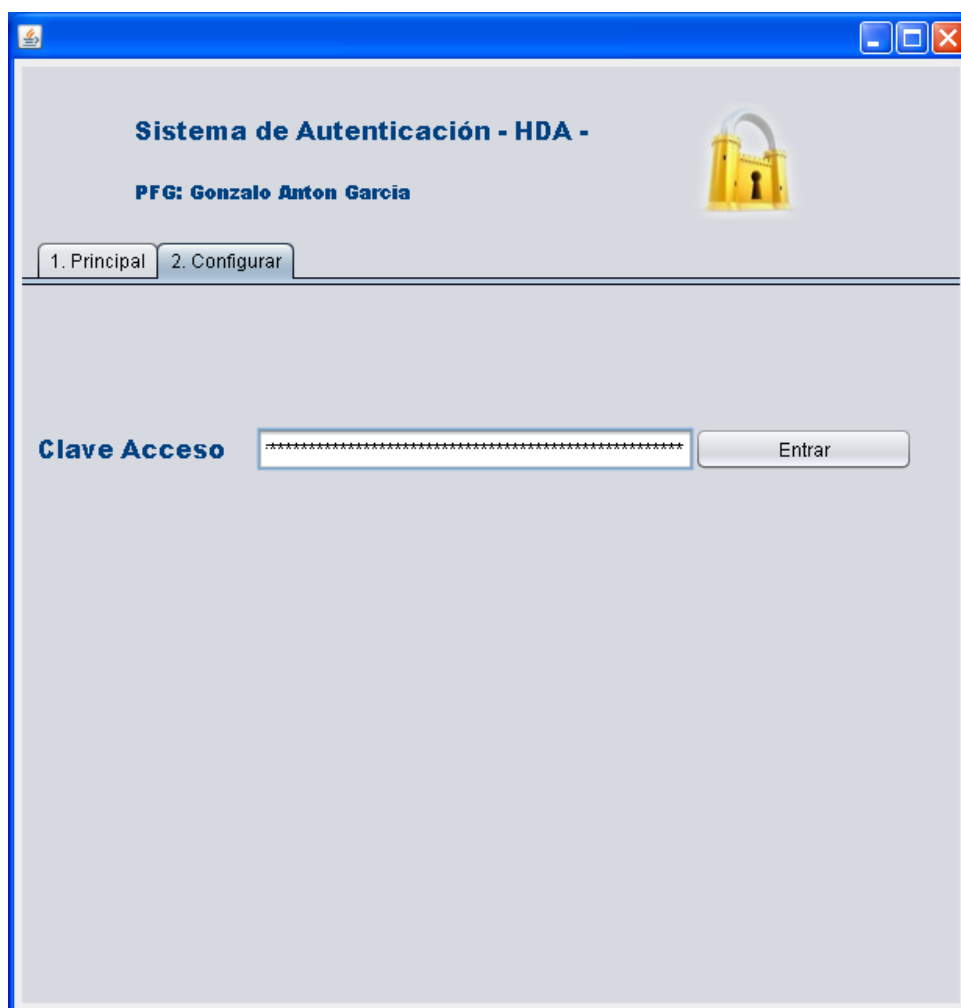 Sistema de Autenticación - HDA -
PFG: Gonzalo Anton Garcia
1. Principal
2. Configurar
Clave Acceso
Entrar